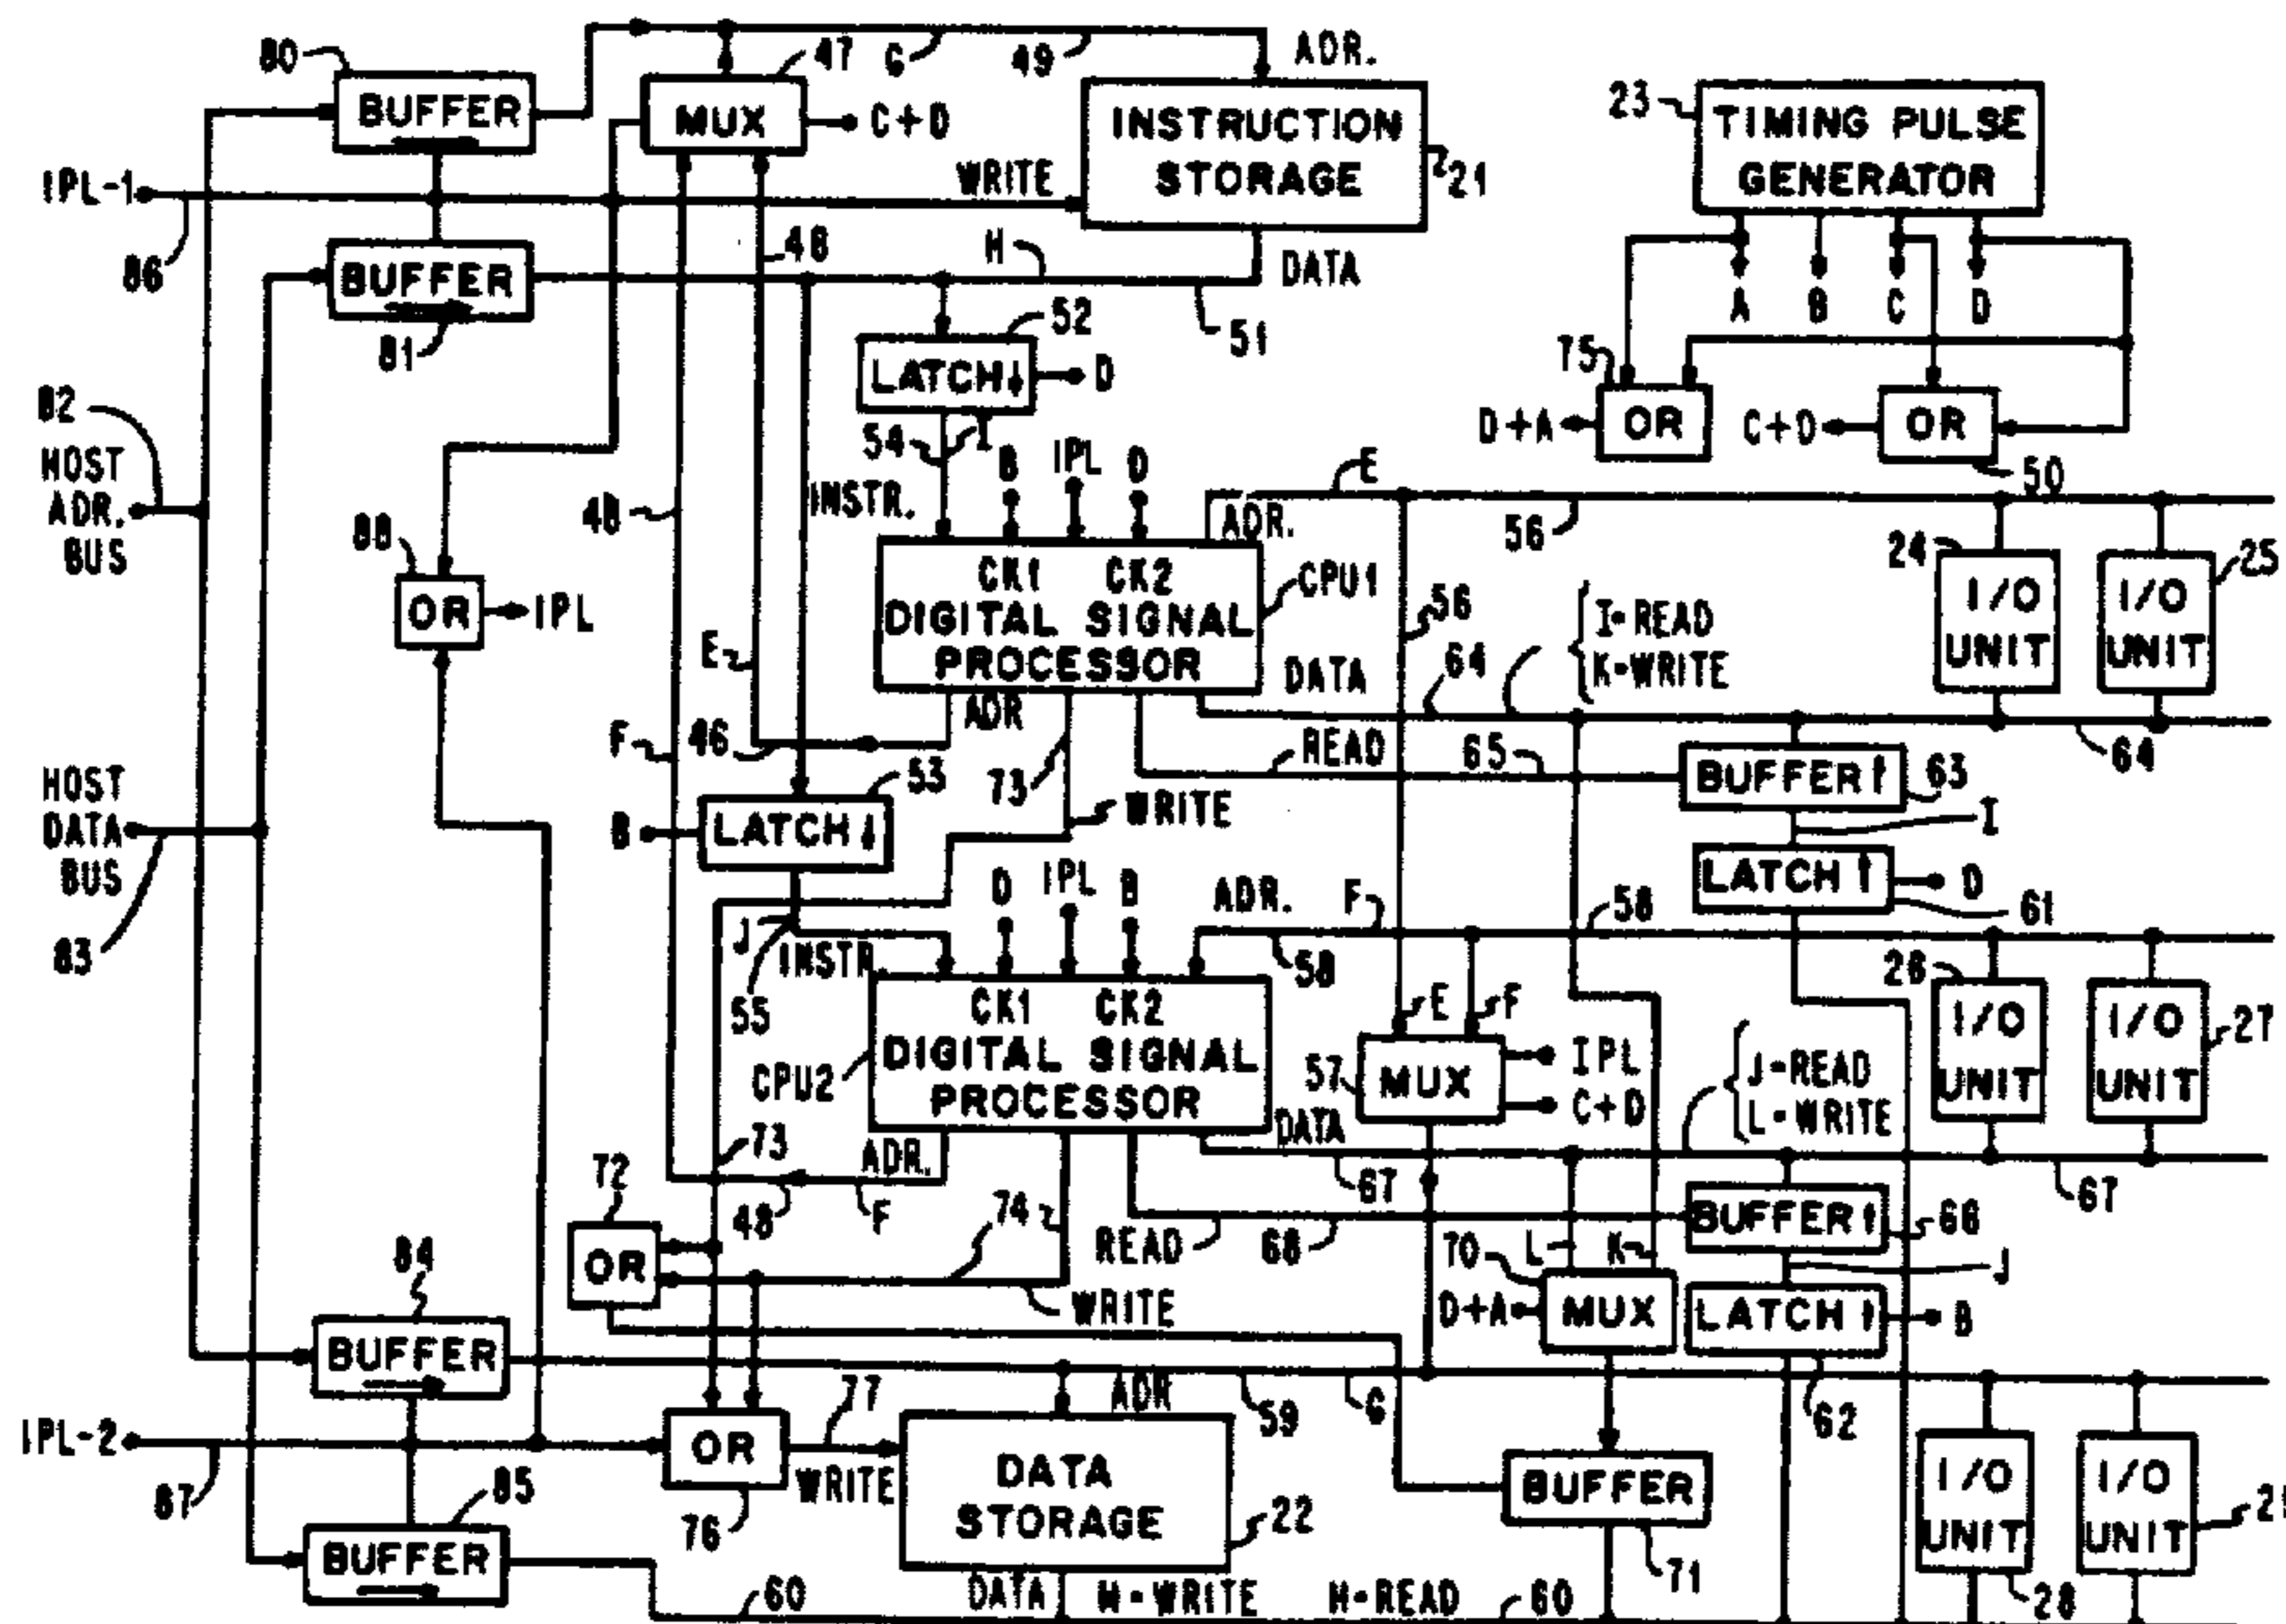 80
BUFFER
47
MUX
G
49
ADR.
C+D
INSTRUCTION
STORAGE
21
23
TIMING PULSE
GENERATOR
IPL-1
WRITE
86
BUFFER
81
46
H
DATA
51
A
B
C
D
52
LATCH
D
75
OR
D+A
C+D
OR
50
82
HOST
ADR.
BUS
54
INSTR.
B
IPL
D
ADR.
E
56
48
88
OR
IPL
CK1
CK2
DIGITAL SIGNAL
PROCESSOR
CPU1
56
24
I/O
UNIT
25
I/O
UNIT
I=READ
K=WRITE
E
DATA
64
64
ADR
F
46
73
READ
65
BUFFER
63
HOST
DATA
BUS
83
53
B
LATCH
WRITE
I
LATCH
D
61
D
IPL
B
ADR.
F
58
58
J
INSTR.
55
CK1
CK2
DIGITAL SIGNAL
PROCESSOR
CPU2
E
F
57
MUX
IPL
C+D
26
I/O
UNIT
I/O
UNIT
27
J=READ
L=WRITE
DATA
67
67
73
ADR.
48
F
74
READ
68
BUFFER
66
72
OR
WRITE
L
K
70
D+A
MUX
J
LATCH
B
62
84
BUFFER
ADR
59
G
IPL-2
87
OR
76
77
WRITE
DATA
STORAGE
22
BUFFER
71
I/O
UNIT
28
I/O
UNIT
85
BUFFER
60
DATA
M=WRITE
H=READ
60